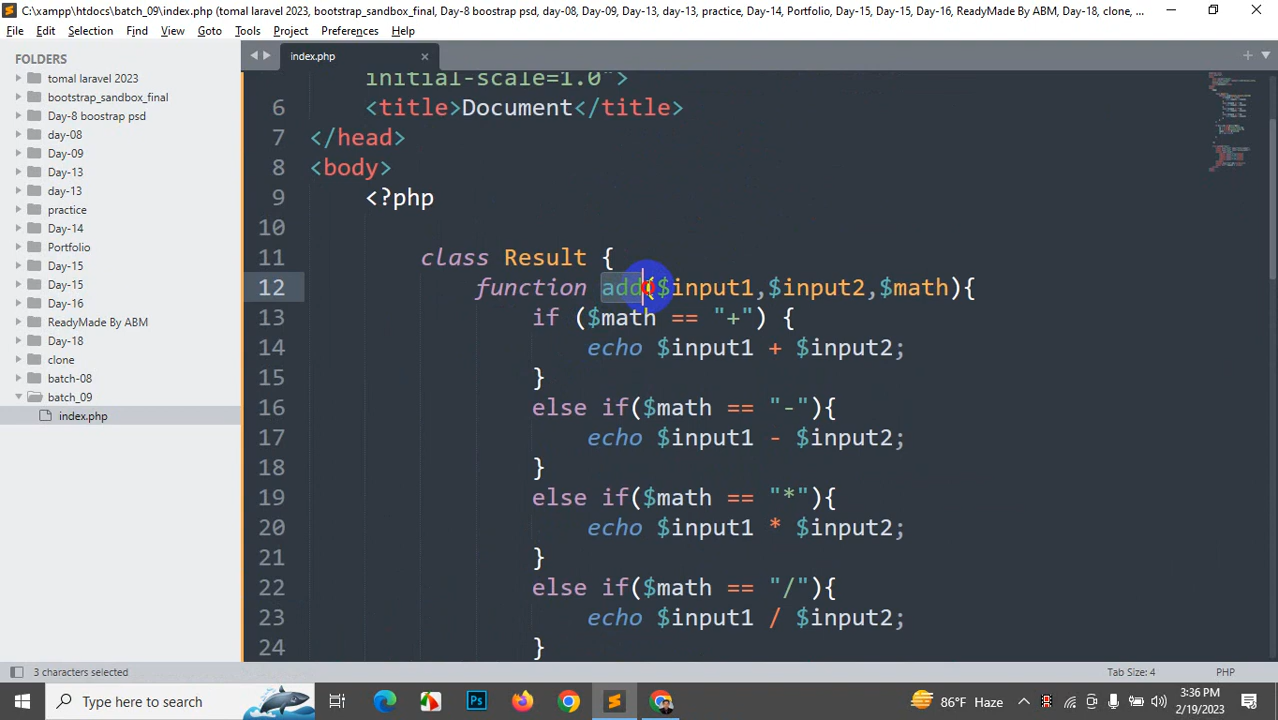 C:\xampp\htdocs\batch_09\index.php (tomal laravel 2023, bootstrap_sandbox_final, Day-8 boostrap psd, day-08, Day-09, Day-13, day-13, practice, Day-14, Portfolio, Day-15, Day-15, Day-16, ReadyMade By ABM, Day-18, clone, ...
File Edit Selection Find View Goto Tools Project Preferences Help
FOLDERS
tomal laravel 2023
bootstrap_sandbox_final
Day-8 boostrap psd
day-08
Day-09
Day-13
day-13
practice
Day-14
Portfolio
Day-15
Day-15
Day-16
ReadyMade By ABM
Day-18
clone
batch-08
batch_09
index.php
index.php
initial-scale=1.0">
6 <title>Document</title>
7 </head>
8 <body>
9 <?php
10
11 class Result {
12 function add($input1,$input2,$math){
13 if ($math == "+") {
14 echo $input1 + $input2;
15 }
16 else if($math == "-"){
17 echo $input1 - $input2;
18 }
19 else if($math == "*"){
20 echo $input1 * $input2;
21 }
22 else if($math == "/"){
23 echo $input1 / $input2;
24 }
3 characters selected
Tab Size: 4
PHP
Type here to search
Ps
86°F Haze
3:36 PM
2/19/2023